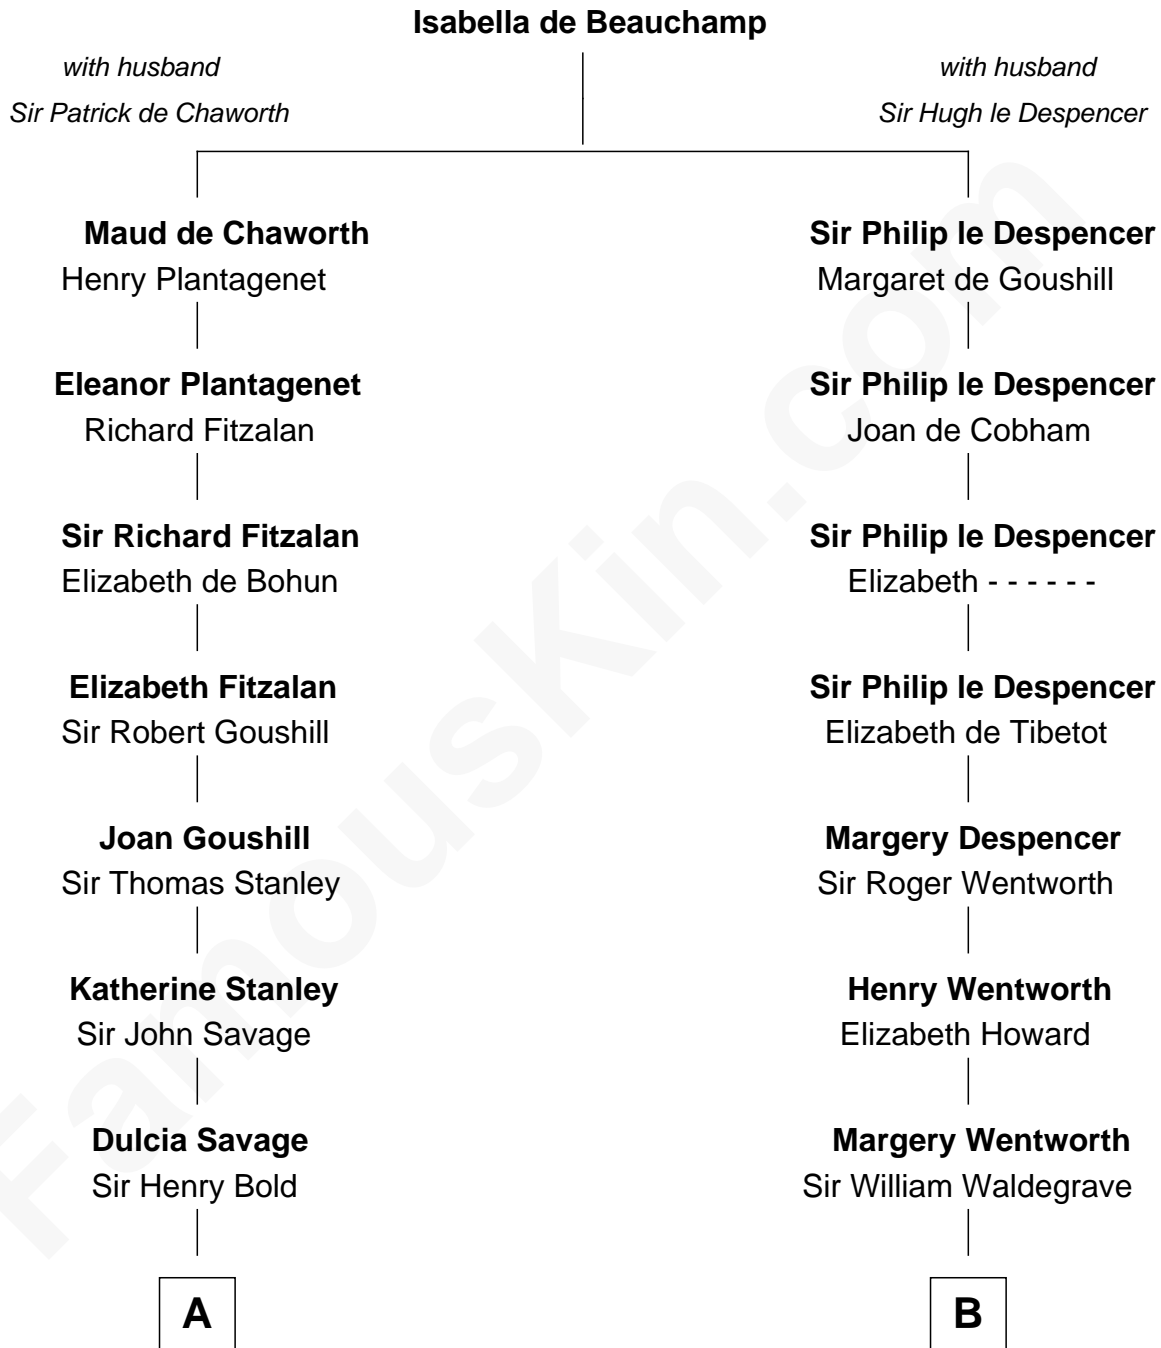 Isabella de Beauchamp
with husband
Sir Patrick de Chaworth
with husband
Sir Hugh le Despencer
Maud de Chaworth
Henry Plantagenet
Sir Philip le Despencer
Margaret de Goushill
Eleanor Plantagenet
Richard Fitzalan
Sir Philip le Despencer
Joan de Cobham
Sir Richard Fitzalan
Elizabeth de Bohun
Sir Philip le Despencer
Elizabeth - - - - - -
Elizabeth Fitzalan
Sir Robert Goushill
Sir Philip le Despencer
Elizabeth de Tibetot
Joan Goushill
Sir Thomas Stanley
Margery Despencer
Sir Roger Wentworth
Katherine Stanley
Sir John Savage
Henry Wentworth
Elizabeth Howard
Dulcia Savage
Sir Henry Bold
Margery Wentworth
Sir William Waldegrave
A
B
FamousKin.com